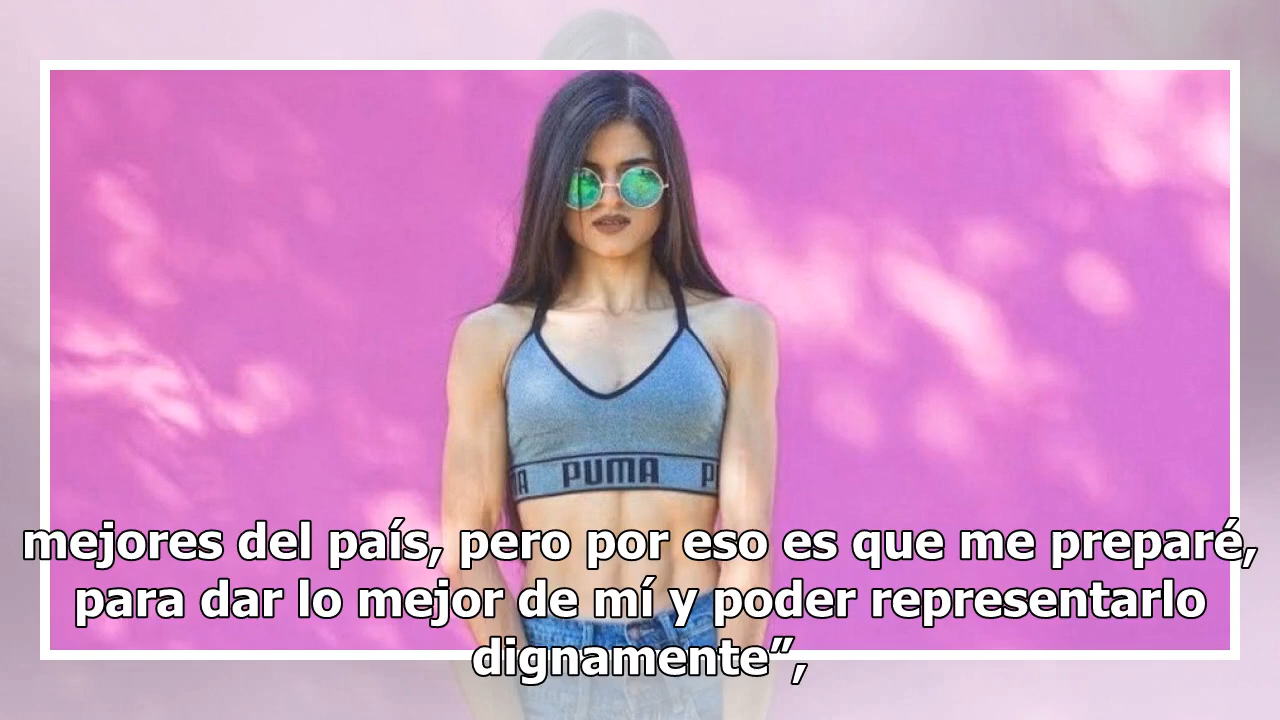 PUMA
mejores del país, pero por eso es que me preparé,
para dar lo mejor de mí y poder representarlo
dignamente”,